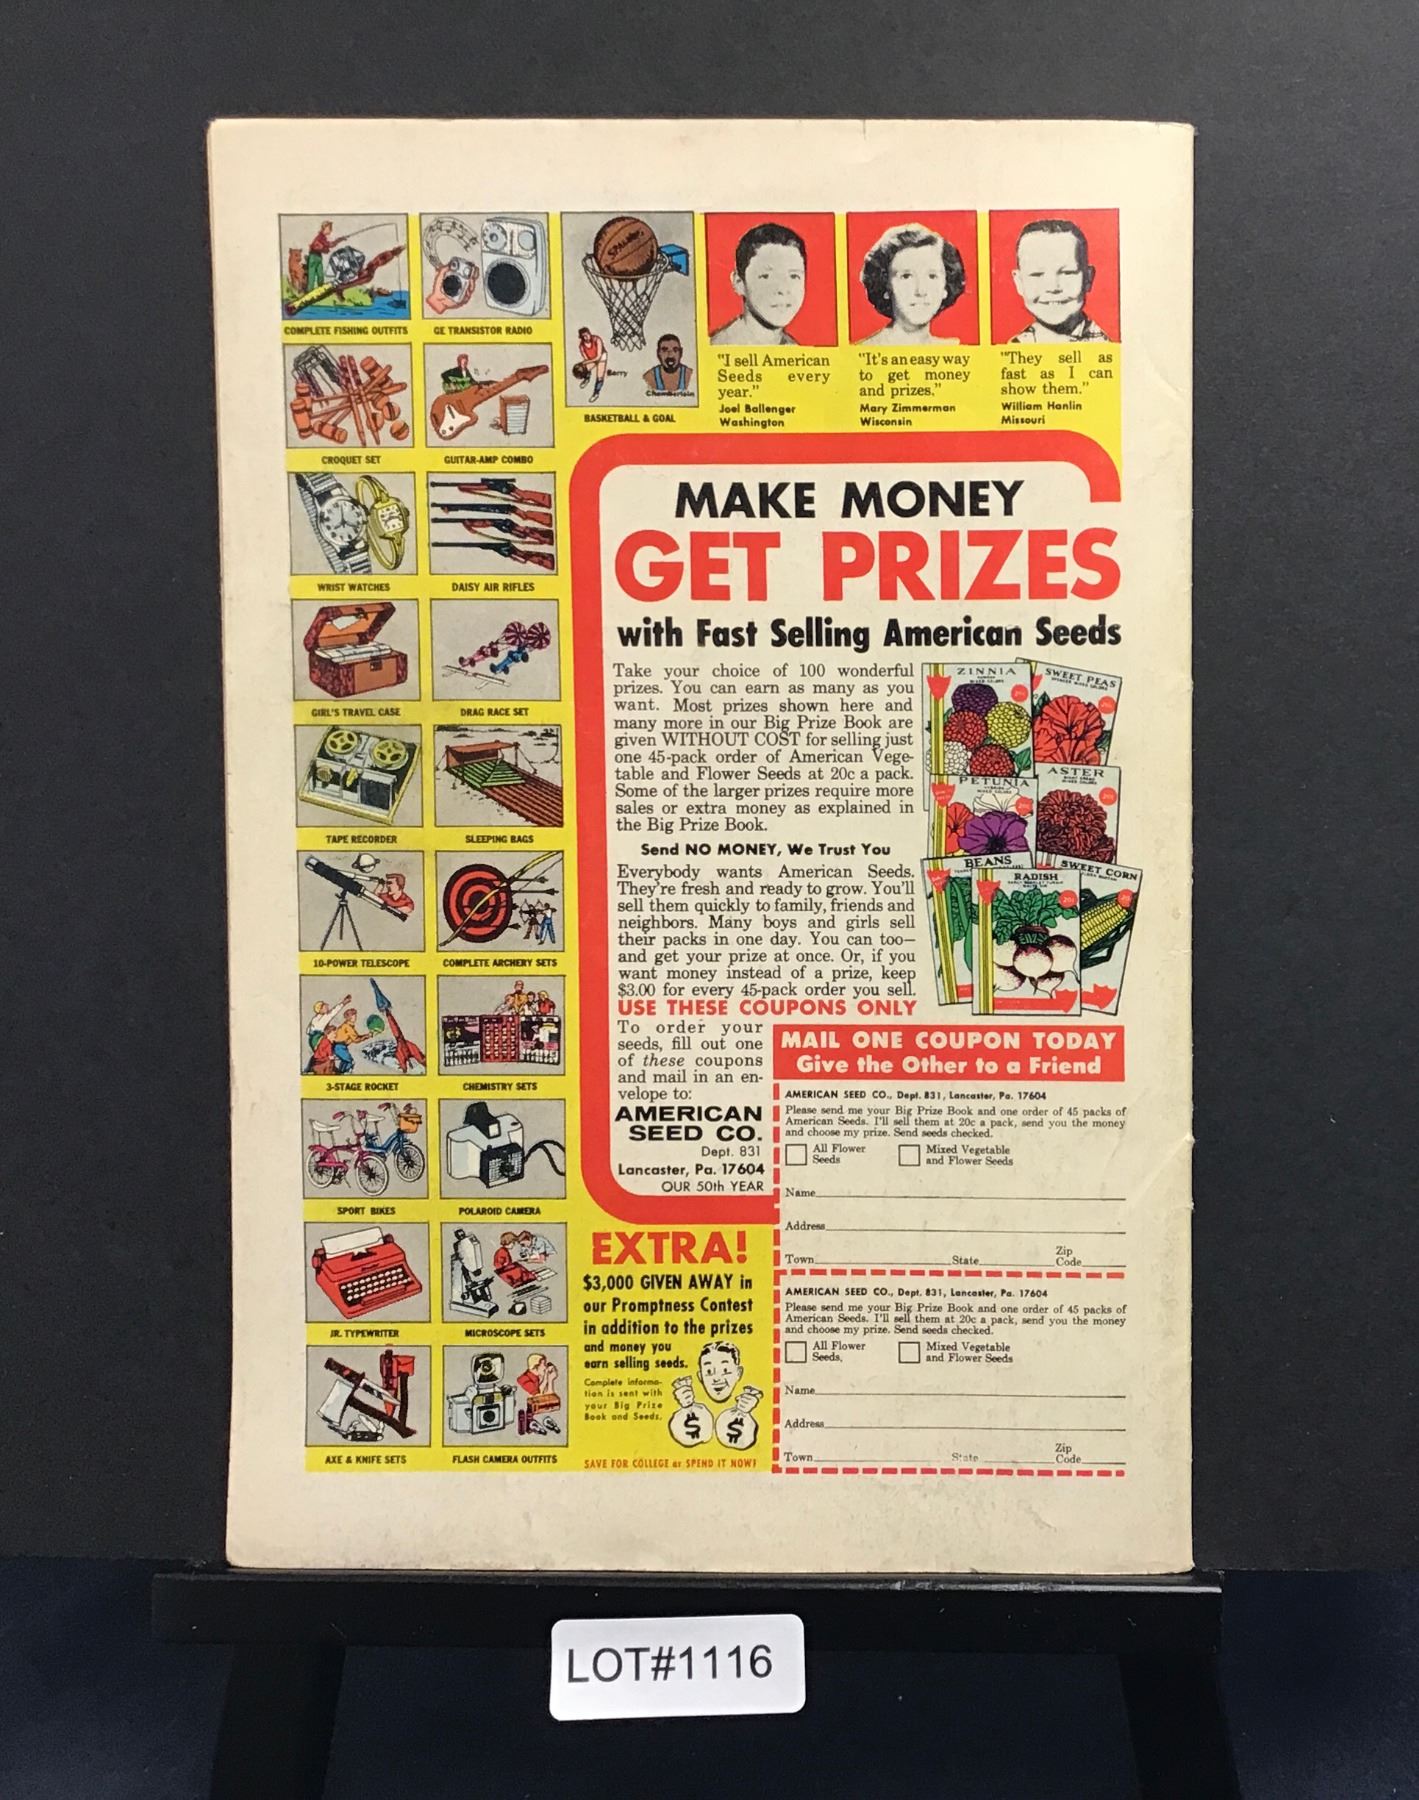 COMPLETE FISHING OUTFITS
GE TRANSISTOR RADIO
SPALDING
Barry
Chamberlain
BASKETBALL & GOAL
"I sell American
Seeds every
year."
Joel Ballenger
Washington
"It's an easy way
to get money
and prizes."
Mary Zimmerman
Wisconsin
"They sell as
fast as I can
show them."
William Hanlin
Missouri
CROQUET SET
GUITAR-AMP COMBO
WRIST WATCHES
DAISY AIR RIFLES
GIRL'S TRAVEL CASE
DRAG RACE SET
TAPE RECORDER
SLEEPING BAGS
10-POWER TELESCOPE
COMPLETE ARCHERY SETS
3-STAGE ROCKET
CHEMISTRY SETS
SPORT BIKES
POLAROID CAMERA
JR. TYPEWRITER
MICROSCOPE SETS
AXE & KNIFE SETS
FLASH CAMERA OUTFITS
MAKE MONEY
GET PRIZES
with Fast Selling American Seeds
Take your choice of 100 wonderful
prizes. You can earn as many as you
want. Most prizes shown here and
many more in our Big Prize Book are
given WITHOUT COST for selling just
one 45-pack order of American Vege-
table and Flower Seeds at 20c a pack.
Some of the larger prizes require more
sales or extra money as explained in
the Big Prize Book.
Send NO MONEY, We Trust You
Everybody wants American Seeds.
They're fresh and ready to grow. You'll
sell them quickly to family, friends and
neighbors. Many boys and girls sell
their packs in one day. You can too—
and get your prize at once. Or, if you
want money instead of a prize, keep
$3.00 for every 45-pack order you sell.
USE THESE COUPONS ONLY
To order your
seeds, fill out one
of these coupons
and mail in an en-
velope to:
AMERICAN
SEED CO.
Dept. 831
Lancaster, Pa. 17604
OUR 50th YEAR
ZINNIA
SWEET PEAS
PETUNIA
ASTER
BEANS
SWEET CORN
RADISH
MAIL ONE COUPON TODAY
Give the Other to a Friend
AMERICAN SEED CO., Dept. 831, Lancaster, Pa. 17604
Please send me your Big Prize Book and one order of 45 packs of
American Seeds. I'll sell them at 20c a pack, send you the money
and choose my prize. Send seeds checked.
All Flower
Seeds
Mixed Vegetable
and Flower Seeds
Name
Address
Town State Zip Code
AMERICAN SEED CO., Dept. 831, Lancaster, Pa. 17604
Please send me your Big Prize Book and one order of 45 packs of
American Seeds. I'll sell them at 20c a pack, send you the money
and choose my prize. Send seeds checked.
All Flower
Seeds,
Mixed Vegetable
and Flower Seeds
Name
Address
Town State Zip Code
EXTRA!
$3,000 GIVEN AWAY in
our Promptness Contest
in addition to the prizes
and money you
earn selling seeds.
Complete informa-
tion is sent with
your Big Prize
Book and Seeds.
$ $
SAVE FOR COLLEGE or SPEND IT NOW!
LOT#1116